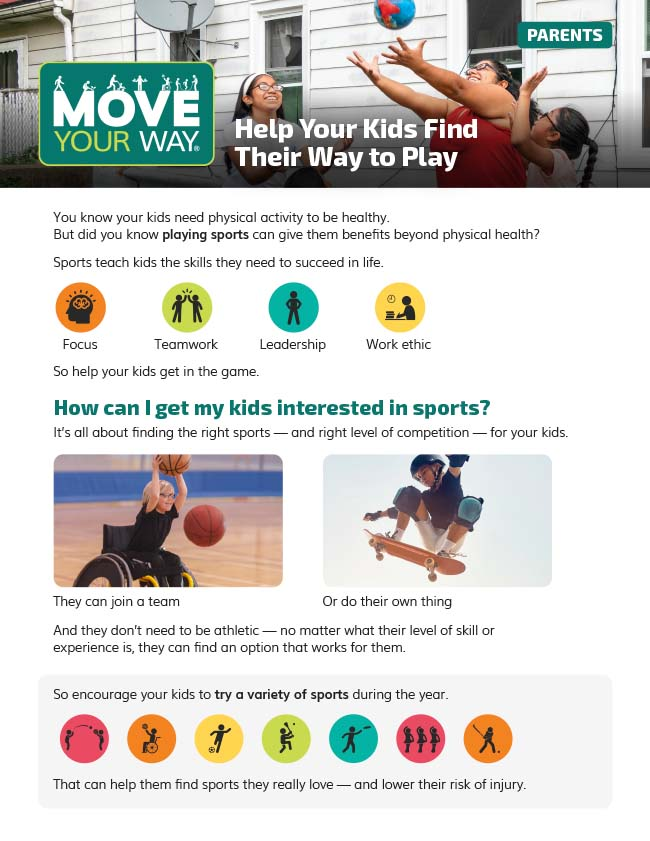 PARENTS
MOVE
YOUR WAY®
Help Your Kids Find
Their Way to Play
You know your kids need physical activity to be healthy.
But did you know playing sports can give them benefits beyond physical health?
Sports teach kids the skills they need to succeed in life.
Focus
Teamwork
Leadership
Work ethic
So help your kids get in the game.
How can I get my kids interested in sports?
It’s all about finding the right sports — and right level of competition — for your kids.
They can join a team
Or do their own thing
And they don’t need to be athletic — no matter what their level of skill or
experience is, they can find an option that works for them.
So encourage your kids to try a variety of sports during the year.
That can help them find sports they really love — and lower their risk of injury.